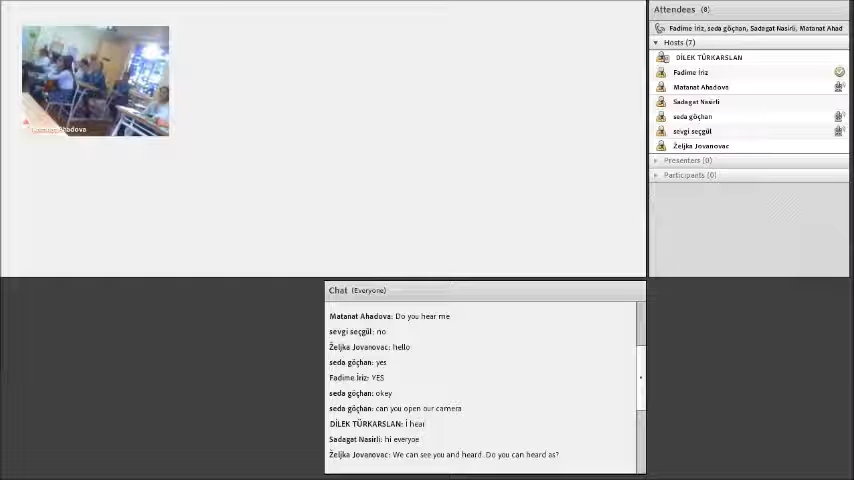 Attendees (8)
Fadime İriz, seda göçhan, Sadagat Nasirli, Matanat Ahad
Hosts (7)
DİLEK TÜRKARSLAN
Fadime İriz
Matanat Ahadova
Sadagat Nasirli
seda göçhan
sevgi seçgül
Željka Jovanovac
Presenters (0)
Participants (0)
Ahadova
Chat (Everyone)
Matanat Ahadova: Do you hear me
sevgi seçgül: no
Željka Jovanovac: hello
seda göçhan: yes
Fadime İriz: YES
seda göçhan: okey
seda göçhan: can you open our camera
DİLEK TÜRKARSLAN: İ hear
Sadagat Nasirli: hi everyoe
Željka Jovanovac: We can see you and heard. Do you can heard as?